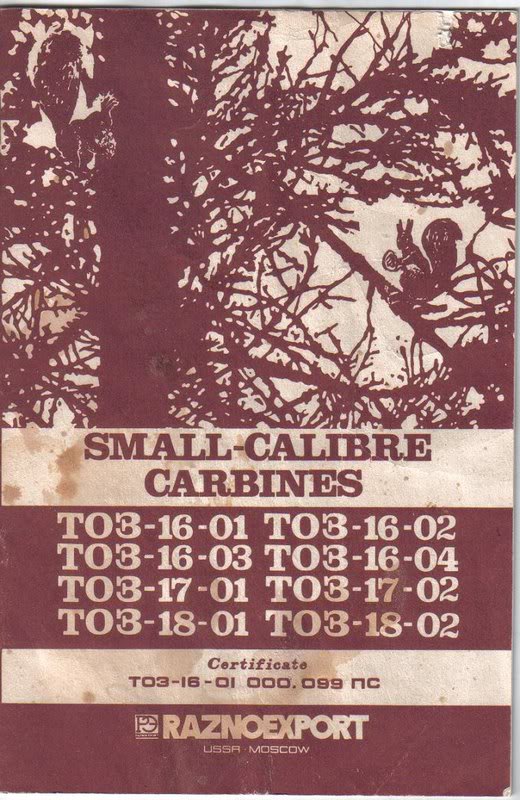 SMALL-CALIBRE
CARBINES
ТОЗ-16-01 ТОЗ-16-02
ТОЗ-16-03 ТОЗ-16-04
ТОЗ-17-01 ТОЗ-17-02
ТОЗ-18-01 ТОЗ-18-02
Certificate
ТОЗ-16-01 000.099 ПС
RAZNOEXPORT
USSR · MOSCOW